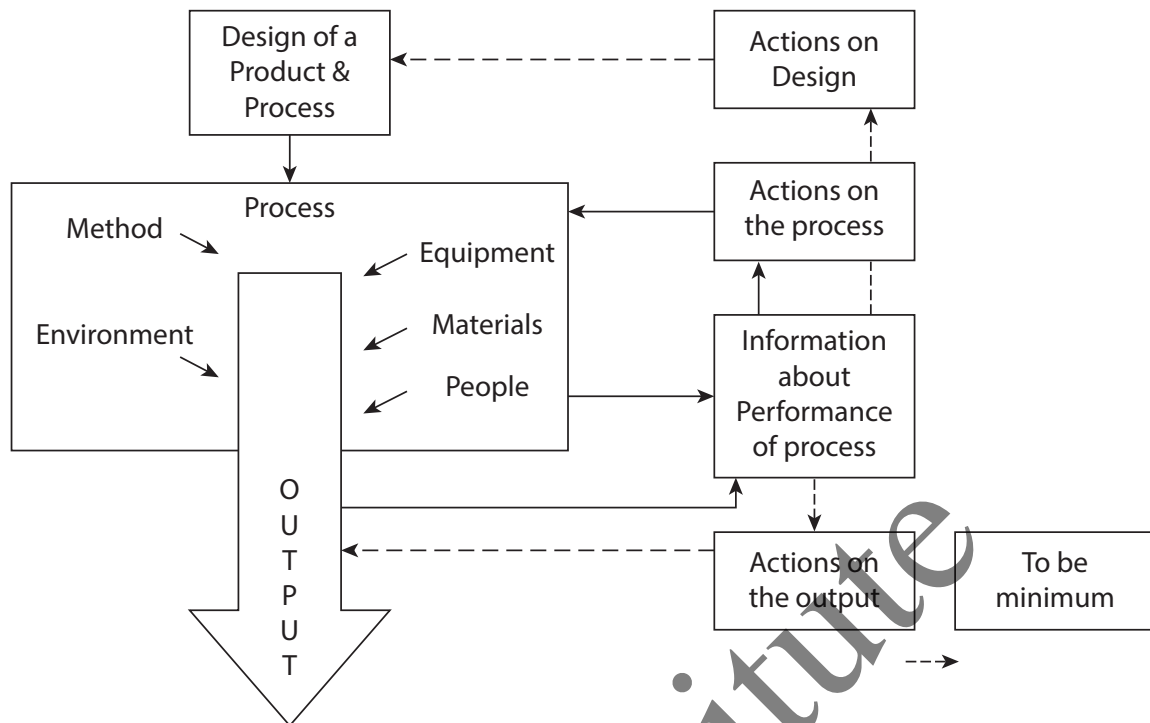 Design of a
Product &
Process
Actions on
Design
Process
Method
Equipment
Environment
Materials
People
Actions on
the process
Information
about
Performance
of process
O
U
T
P
U
T
Actions on
the output
To be
minimum
itute